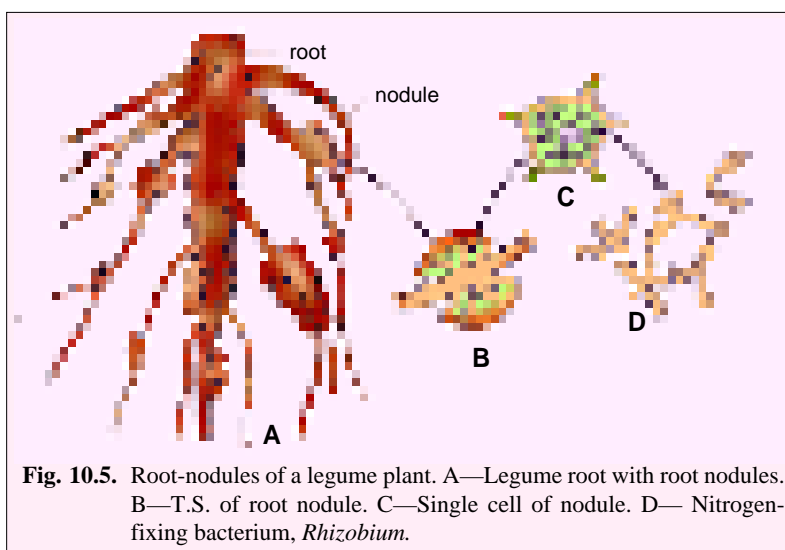 root
nodule
C
D
B
A
Fig. 10.5. Root-nodules of a legume plant. A—Legume root with root nodules.
B—T.S. of root nodule. C—Single cell of nodule. D— Nitrogen-
fixing bacterium, Rhizobium.